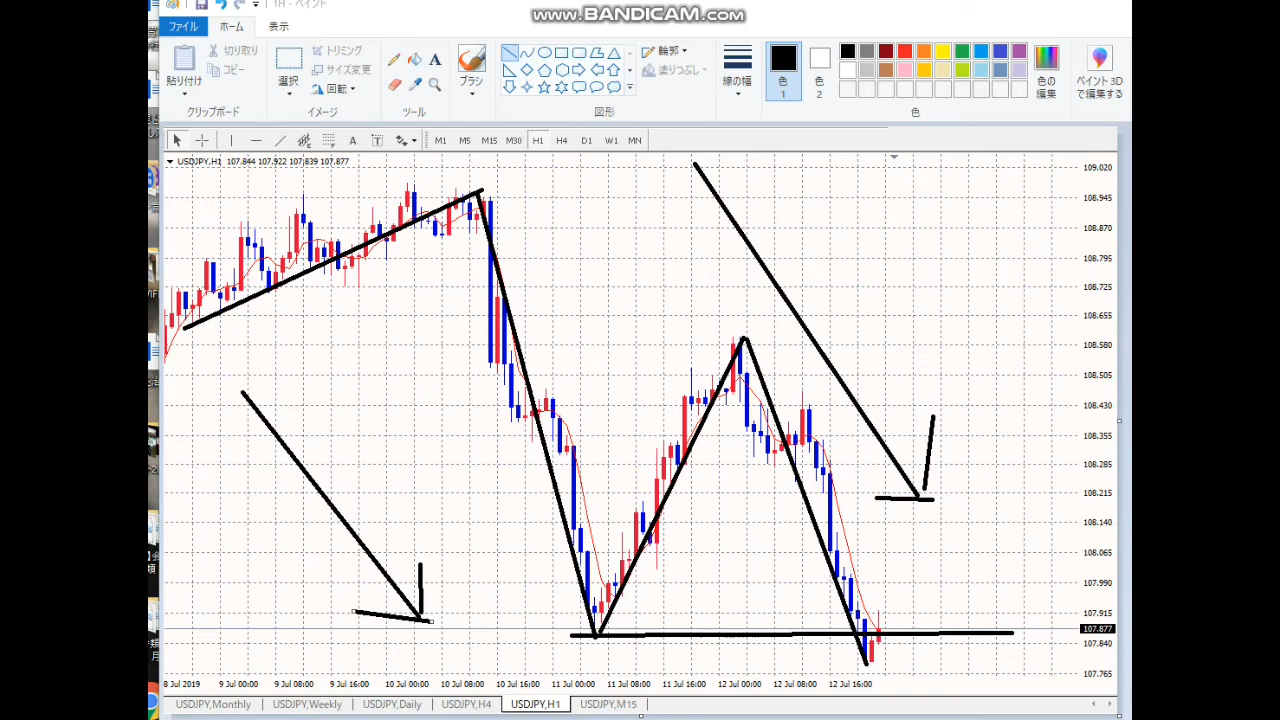 www.BANDICAM.com
1H - ペイント
ファイル ホーム 表示
貼り付け
切り取り
コピー
クリップボード
選択
トリミング
サイズ変更
回転
イメージ
A
ツール
ブラシ
輪郭
塗りつぶし
図形
線の幅
色
1
色
2
色の
編集
色
ペイント 3D
で編集する
A T M1 M5 M15 M30 H1 H4 D1 W1 MN
USDJPY,H1 107.844 107.922 107.839 107.877
109.020
108.945
108.870
108.795
108.725
108.655
108.580
108.505
108.430
108.355
108.285
108.215
108.140
108.065
107.990
107.915
107.877
107.840
107.765
8 Jul 2019 9 Jul 00:00 9 Jul 08:00 9 Jul 16:00 10 Jul 00:00 10 Jul 08:00 10 Jul 16:00 11 Jul 00:00 11 Jul 08:00 11 Jul 16:00 12 Jul 00:00 12 Jul 08:00 12 Jul 16:00
USDJPY,Monthly USDJPY,Weekly USDJPY,Daily USDJPY,H4 USDJPY,H1 USDJPY,M15